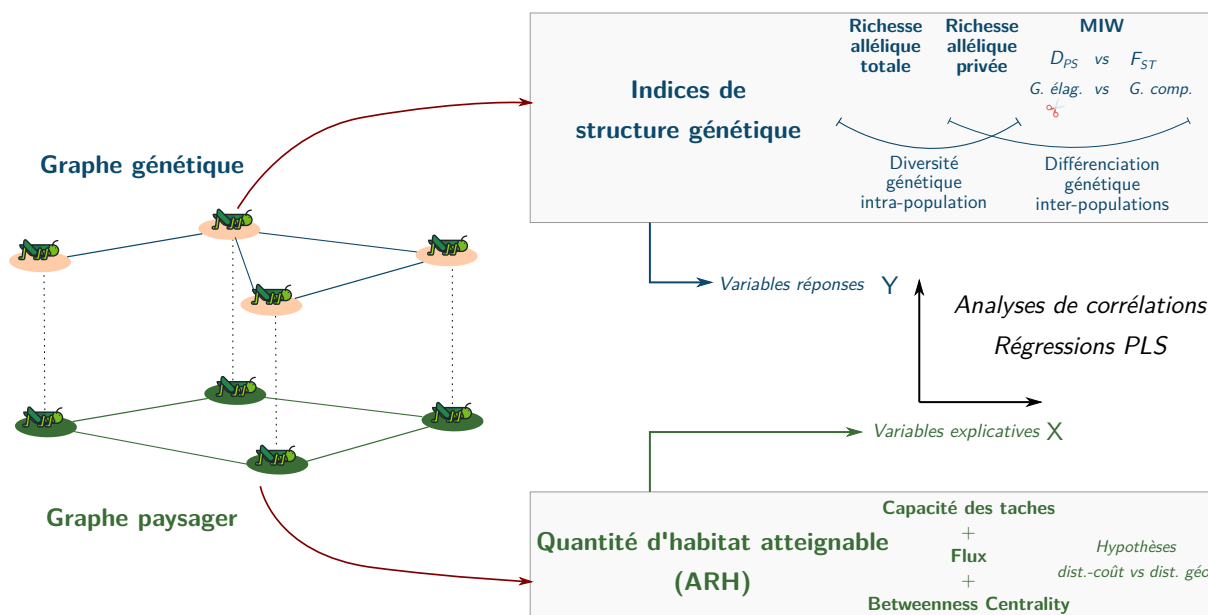 Graphe génétique
Indices de
structure génétique
Richesse
allélique
totale
Richesse
allélique
privée
MIW
DPS vs FST
G. élag. vs G. comp.
Diversité
génétique
intra-population
Différenciation
génétique
inter-populations
Variables réponses Y
Analyses de corrélations
Régressions PLS
Variables explicatives X
Graphe paysager
Quantité d'habitat atteignable
(ARH)
Capacité des taches
+
Flux
+
Betweenness Centrality
Hypothèses
dist.-coût vs dist. géo